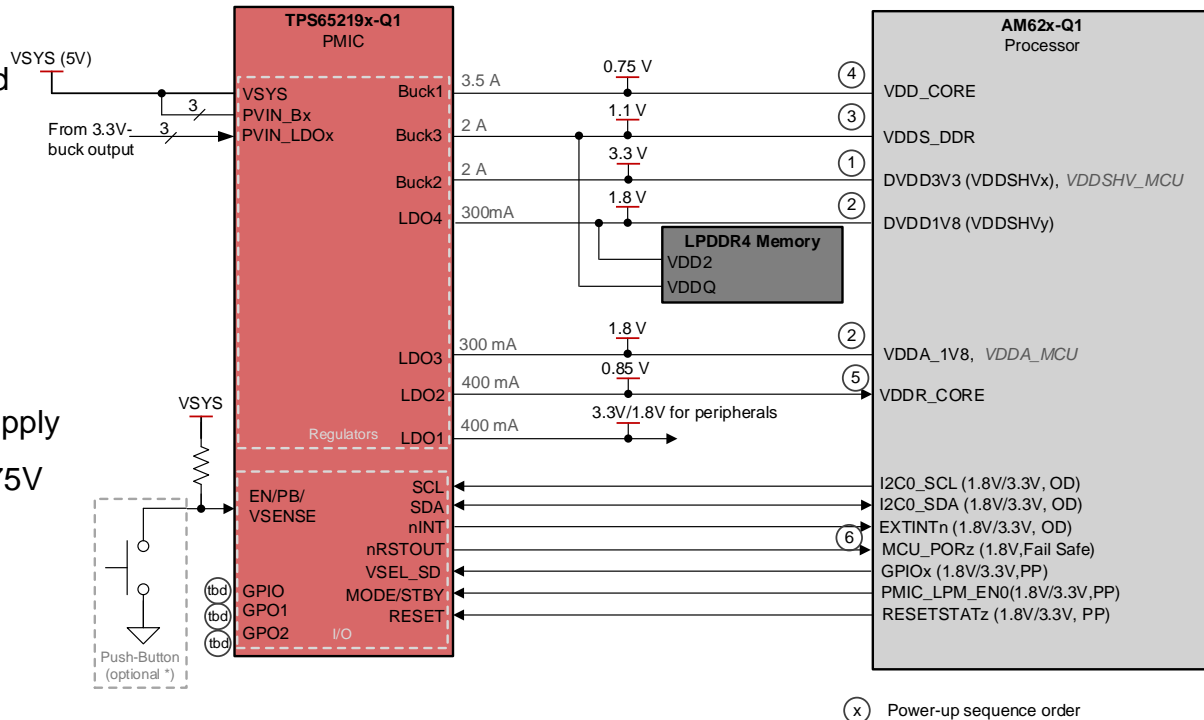 d
pply
75V
TPS65219x-Q1
PMIC
AM62x-Q1
Processor
VSYS (5V)
From 3.3V-
buck output
3
3
VSYS
PVIN_Bx
PVIN_LDOx
Buck1
Buck3
Buck2
LDO4
LDO3
LDO2
LDO1
Regulators
3.5 A
2 A
2 A
300mA
300 mA
400 mA
400 mA
0.75 V
1.1 V
3.3 V
1.8 V
1.8 V
0.85 V
3.3V/1.8V for peripherals
LPDDR4 Memory
VDD2
VDDQ
4
3
1
2
2
5
6
VDD_CORE
VDDS_DDR
DVDD3V3 (VDDSHVx), VDDSHV_MCU
DVDD1V8 (VDDSHVy)
VDDA_1V8, VDDA_MCU
VDDR_CORE
VSYS
Push-Button
(optional *)
EN/PB/
VSENSE
tbd
GPIO
tbd
GPO1
tbd
GPO2
I/O
SCL
SDA
nINT
nRSTOUT
VSEL_SD
MODE/STBY
RESET
I2C0_SCL (1.8V/3.3V, OD)
I2C0_SDA (1.8V/3.3V, OD)
EXTINTn (1.8V/3.3V, OD)
MCU_PORz (1.8V,Fail Safe)
GPIOx (1.8V/3.3V,PP)
PMIC_LPM_EN0(1.8V/3.3V,PP)
RESETSTATz (1.8V/3.3V, PP)
x Power-up sequence order